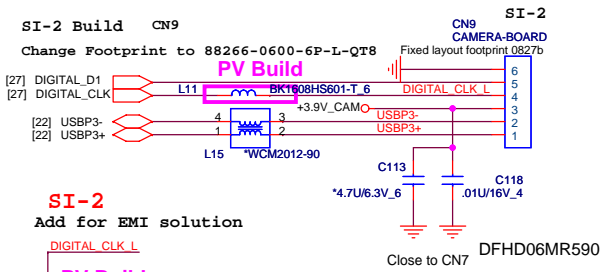 SI-2
SI-2 Build CN9
CN9
CAMERA-BOARD
Change Footprint to 88266-0600-6P-L-QT8
Fixed layout footprint 0827b
PV Build
6
[27] DIGITAL_D1
5
[27] DIGITAL_CLK
L11
BK1608HS601-T_6
DIGITAL_CLK_L
4
+3.9V_CAM
3
[22] USBP3-
4
3
USBP3-
2
[22] USBP3+
1
2
USBP3+
1
L15
*WCM2012-90
C113
C118
*4.7U/6.3V_6
.01U/16V_4
SI-2
Add for EMI solution
DIGITAL_CLK_L
Close to CN7
DFHD06MR590